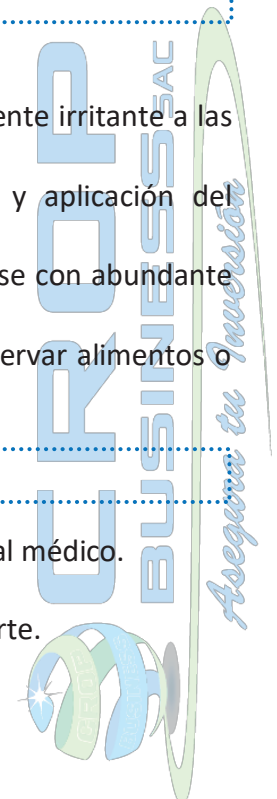 ente irritante a las
y aplicación del
se con abundante
ervar alimentos o
al médico.
rte.
CROP
BUSINESS SAC
Asegura tu Inversión